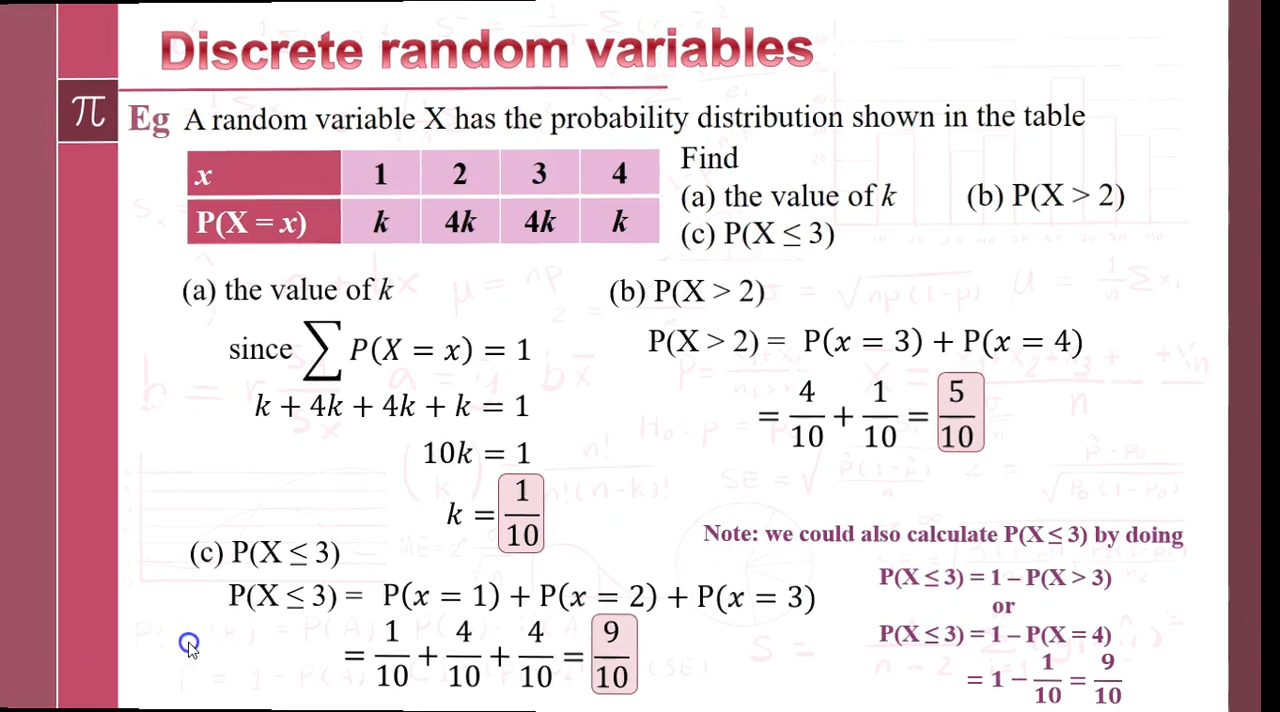 Discrete random variables
π
Eg A random variable X has the probability distribution shown in the table
x 1 2 3 4
P(X = x) k 4k 4k k
Find
(a) the value of k (b) P(X > 2)
(c) P(X ≤ 3)
(a) the value of k
since ∑ P(X = x) = 1
k + 4k + 4k + k = 1
10k = 1
k = 1/10
(b) P(X > 2)
P(X > 2) = P(x = 3) + P(x = 4)
= 4/10 + 1/10 = 5/10
(c) P(X ≤ 3)
P(X ≤ 3) = P(x = 1) + P(x = 2) + P(x = 3)
= 1/10 + 4/10 + 4/10 = 9/10
Note: we could also calculate P(X ≤ 3) by doing
P(X ≤ 3) = 1 – P(X > 3)
or
P(X ≤ 3) = 1 – P(X = 4)
= 1 – 1/10 = 9/10